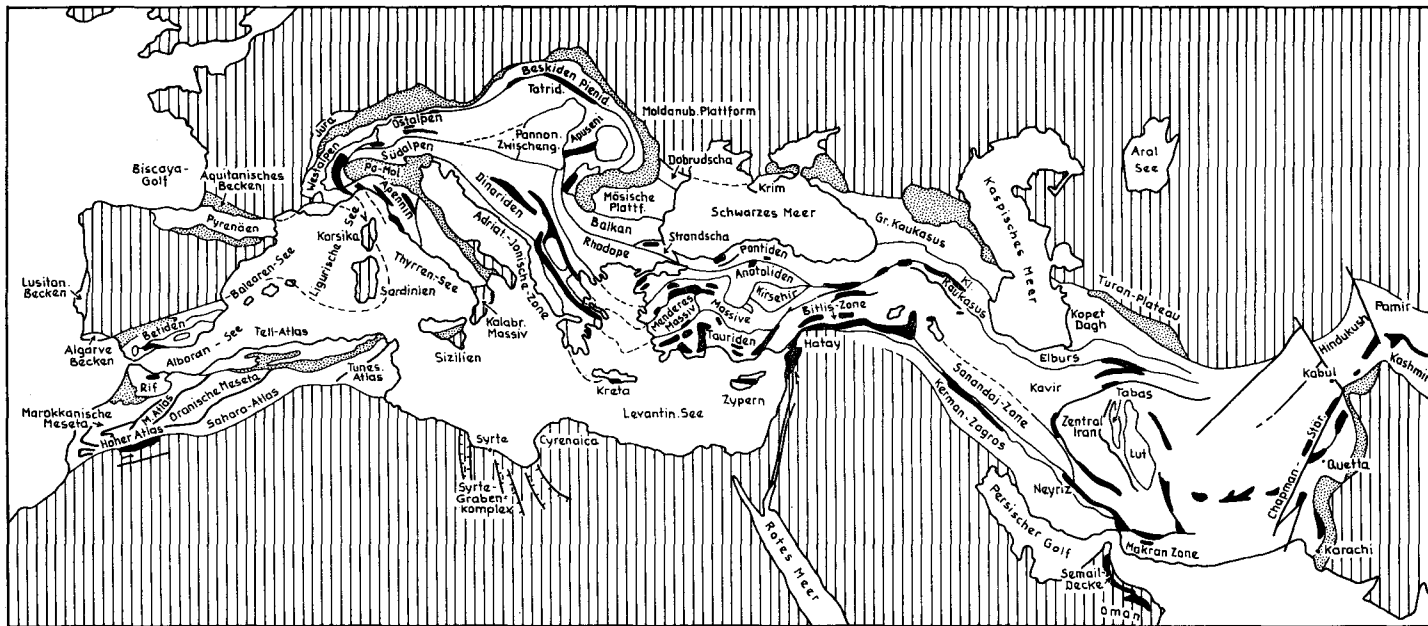 Biscaya-
Golf
Aquitanisches
Becken
Pyrenäen
Lusitan.
Becken
Algarve
Becken
Betiden
Balearen-See
Alboran - See
Ligurische See
Korsika
Sardinien
Thyrren-See
Jura
Westalpen
Ostalpen
Südalpen
Po-Mol.
Apennin
Beskiden Pienid.
Tatrid.
Pannon.
Zwischeng.
Apuseni
Moldanub. Plattform
Dobrudscha
Krim
Mösische
Plattf.
Schwarzes Meer
Balkan
Rhodope
Strandscha
Dinariden
Adriat.-Jonische-Zone
Kalabr.
Massiv
Sizilien
Tell-Atlas
Rif
Tunes.
Atlas
Oranische Meseta
M. Atlas
Sahara-Atlas
Marokkanische
Meseta
Hoher Atlas
Syrte
Cyrenaica
Syrte-
Graben-
komplex
Kreta
Levantin. See
Zypern
Pontiden
Anatoliden
Kirsehir
Massive
Menderes
Massiv
Tauriden
Bitlis-Zone
Hatay
Gr. Kaukasus
Kl.
Kaukasus
Kaspisches Meer
Aral
See
Turan-Plateau
Kopet
Dagh
Elburs
Kavir
Tabas
Zentral
Iran
Lut
Sanandaj-Zone
Kerman-Zagros
Neyriz
Persischer Golf
Makran Zone
Semail-
Decke
Oman
Rotes Meer
Pamir-
Hindukush
Kashmir
Kabul
Chapman-Stör.
Quetta
Karachi